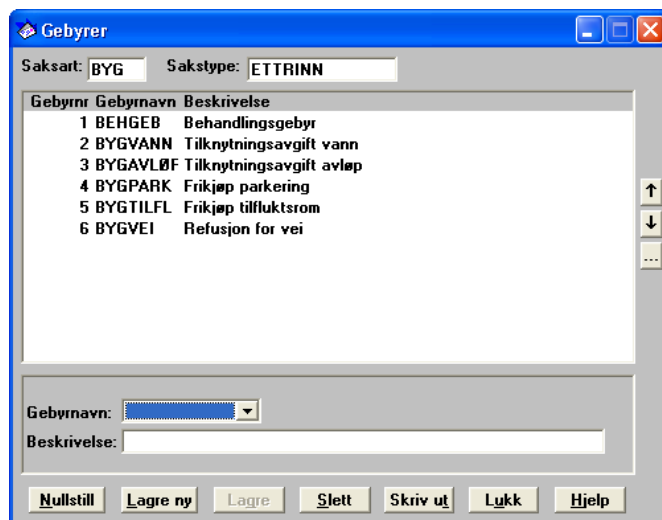 Gebyrer
Saksart: BYG Sakstype: ETTRINN
Gebyrnr Gebyrnavn Beskrivelse
1 BEHGEB Behandlingsgebyr
2 BYGVANN Tilknytningsavgift vann
3 BYGAVLØF Tilknytningsavgift avløp
4 BYGPARK Frikjøp parkering
5 BYGTILFL Frikjøp tilfluktsrom
6 BYGVEI Refusjon for vei
...
Gebyrnavn:
Beskrivelse:
Nullstill Lagre ny Lagre Slett Skriv ut Lukk Hjelp